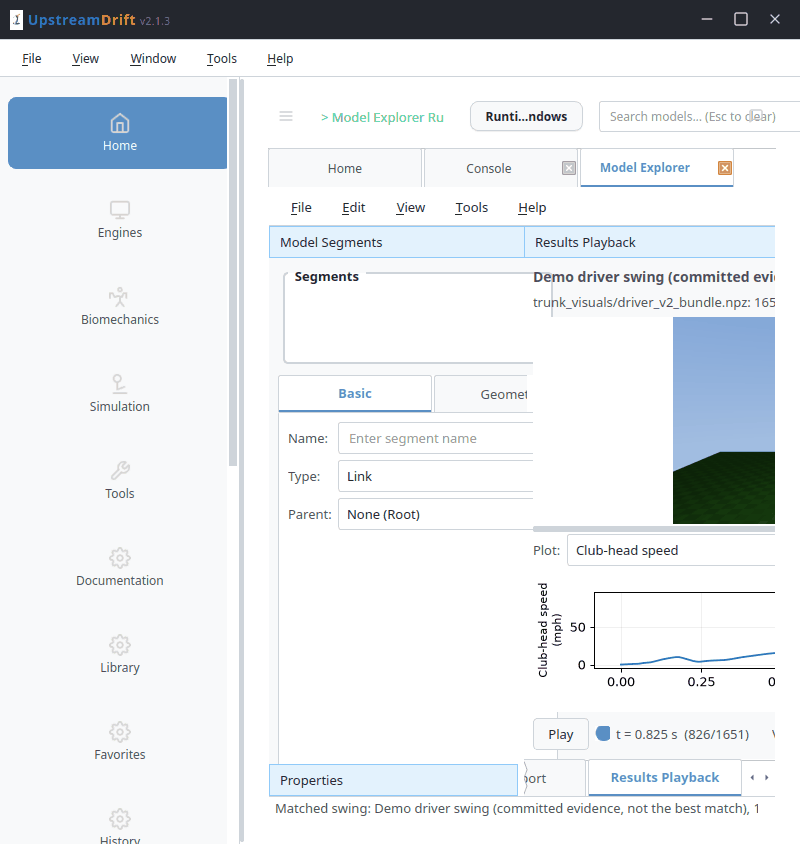 UpstreamDrift v2.1.3
File View Window Tools Help
Home
Engines
Biomechanics
Simulation
Tools
Documentation
Library
Favorites
History
> Model Explorer Ru
Runti...ndows
Search models... (Esc to clear)
Home Console Model Explorer
File Edit View Tools Help
Model Segments
Results Playback
Segments
Basic
Geomet
Name: Enter segment name
Type: Link
Parent: None (Root)
Properties
Demo driver swing (committed evi
trunk_visuals/driver_v2_bundle.npz: 165
Plot: Club-head speed
Club-head speed
(mph)
50
0
0.00 0.25 0
Play t = 0.825 s (826/1651)
port
Results Playback
Matched swing: Demo driver swing (committed evidence, not the best match), 1